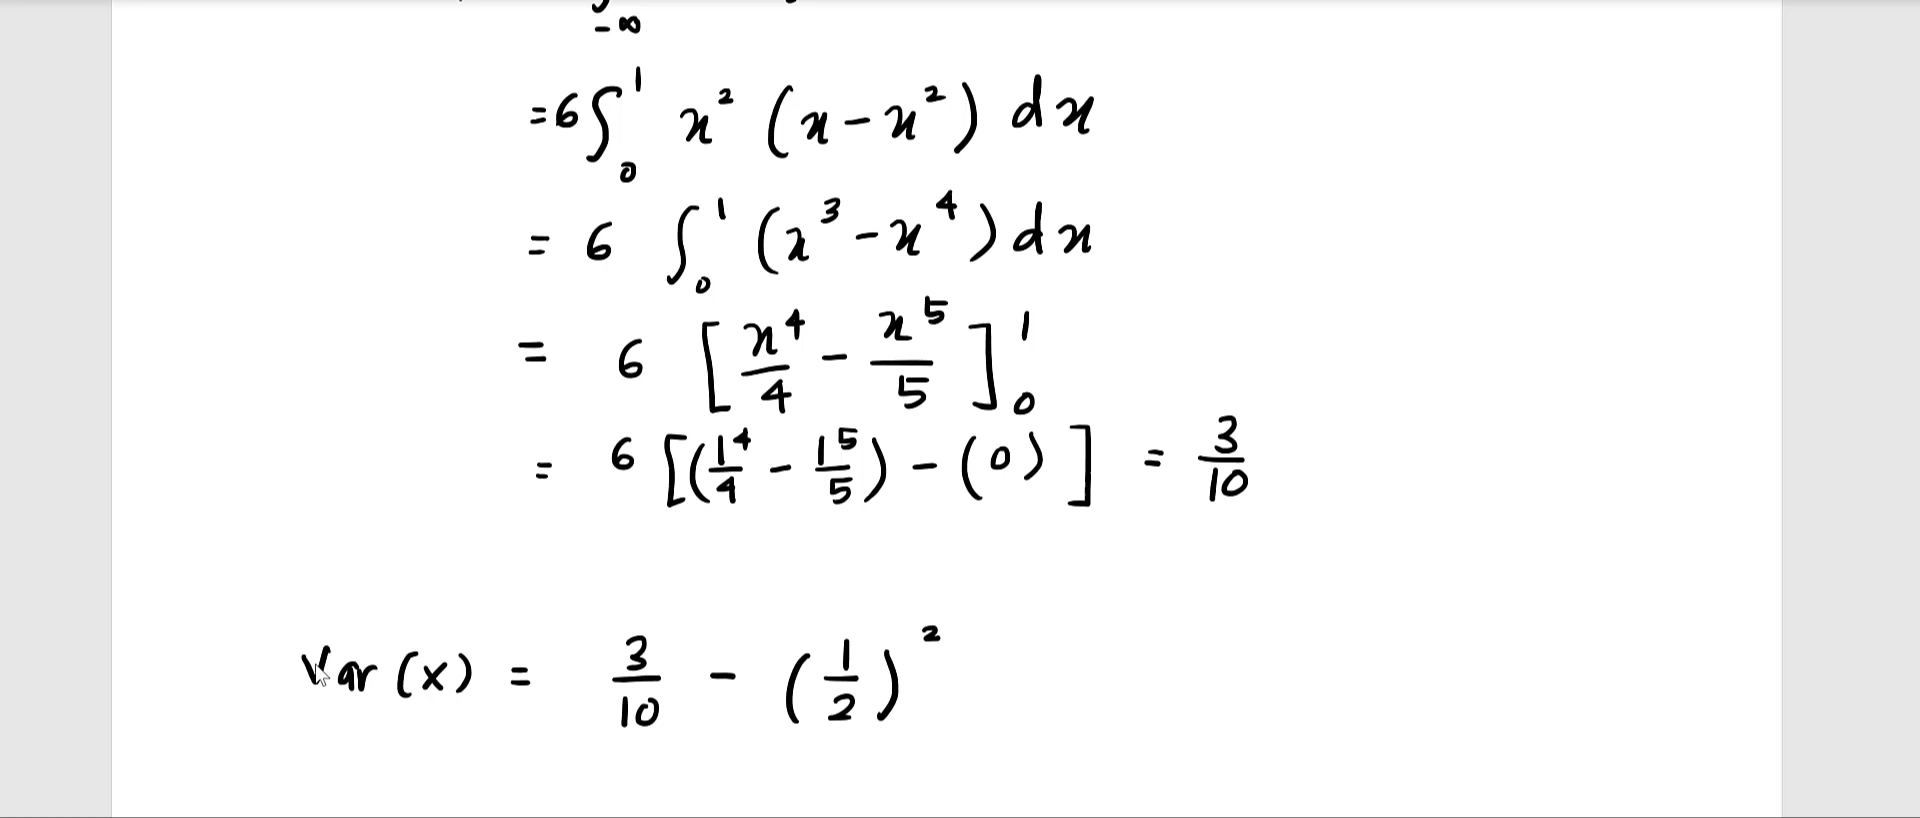 -∞
=6∫₀¹ x² (x-x²) dx
= 6 ∫₀¹ (x³-x⁴) dx
= 6 [x⁴/4 - x⁵/5]₀¹
= 6 [(1⁴/4 - 1⁵/5) - (0)] = 3/10
Var (X) = 3/10 - (1/2)²